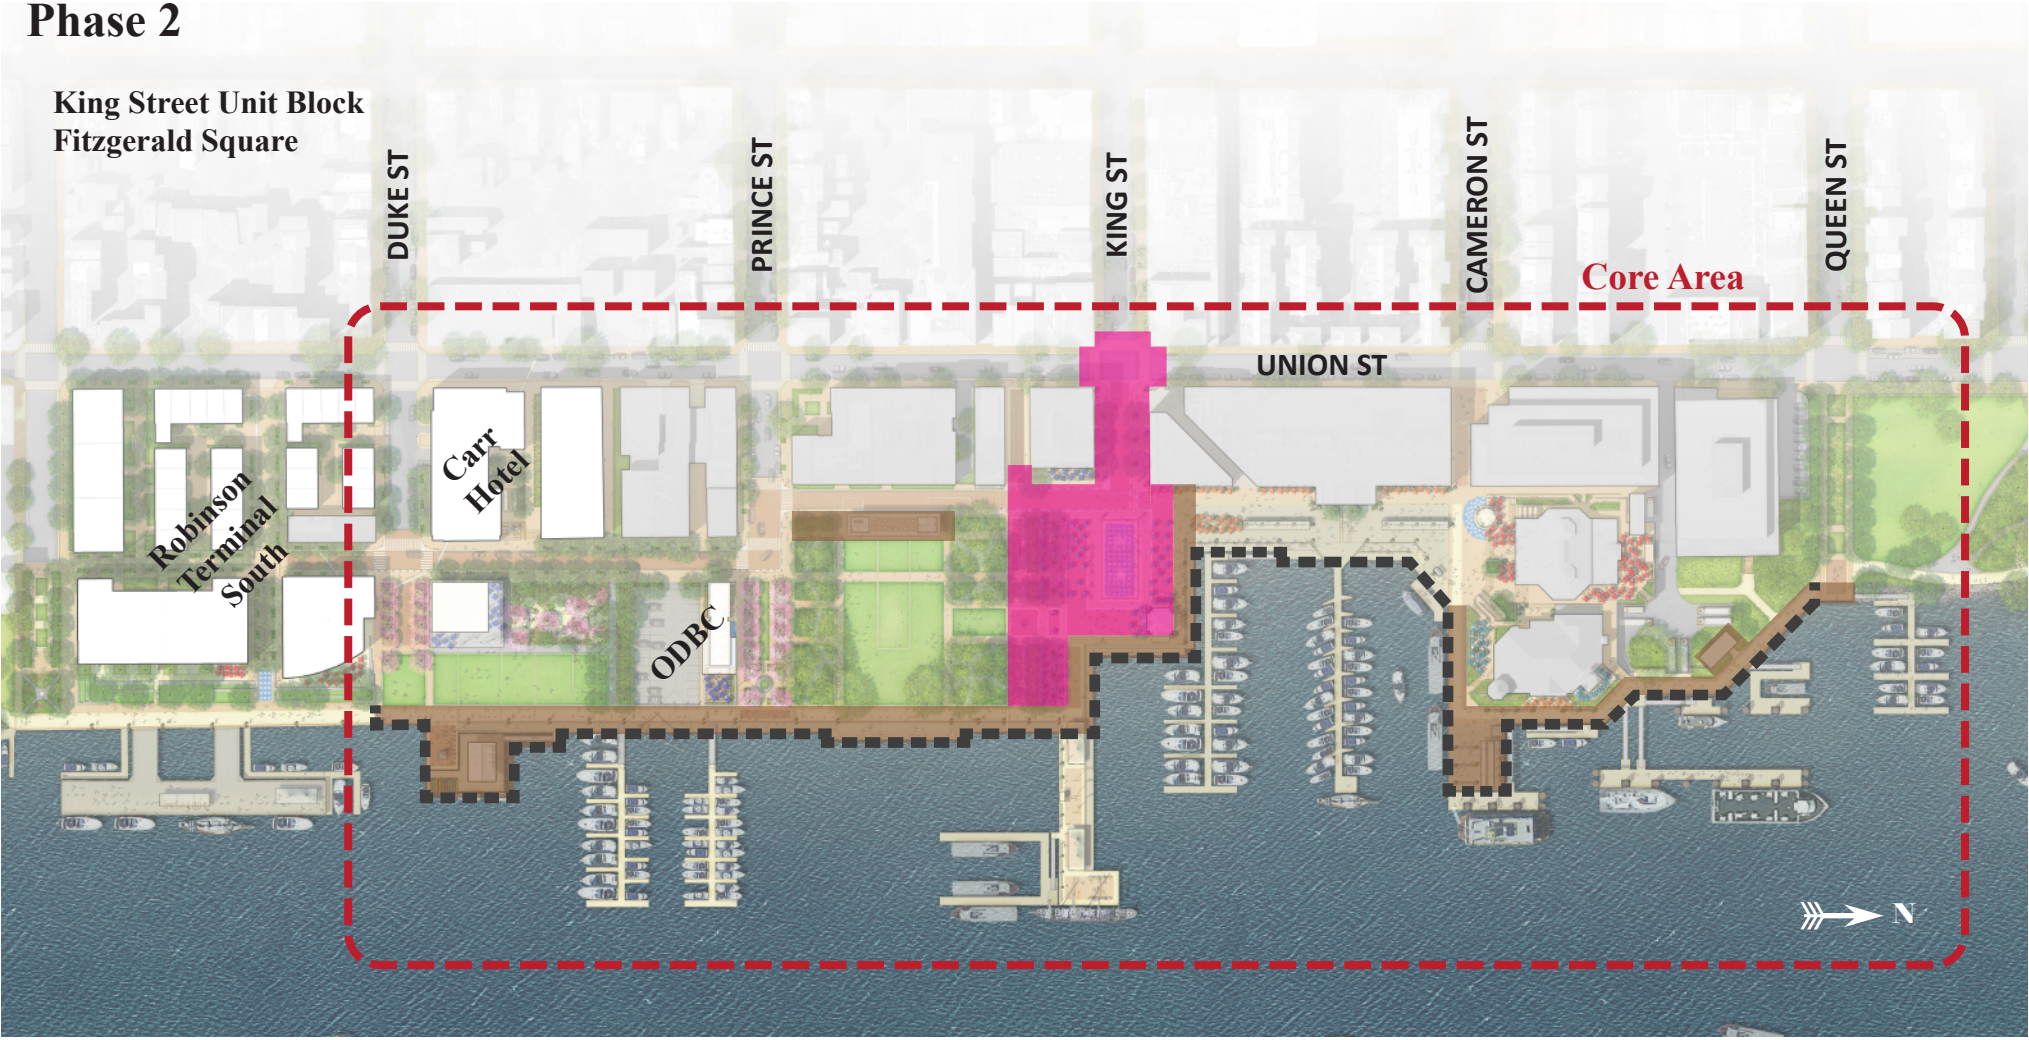 Phase 2
King Street Unit Block
Fitzgerald Square
DUKE ST
PRINCE ST
KING ST
CAMERON ST
QUEEN ST
Core Area
UNION ST
Carr
Hotel
Robinson
Terminal
South
ODBC
N